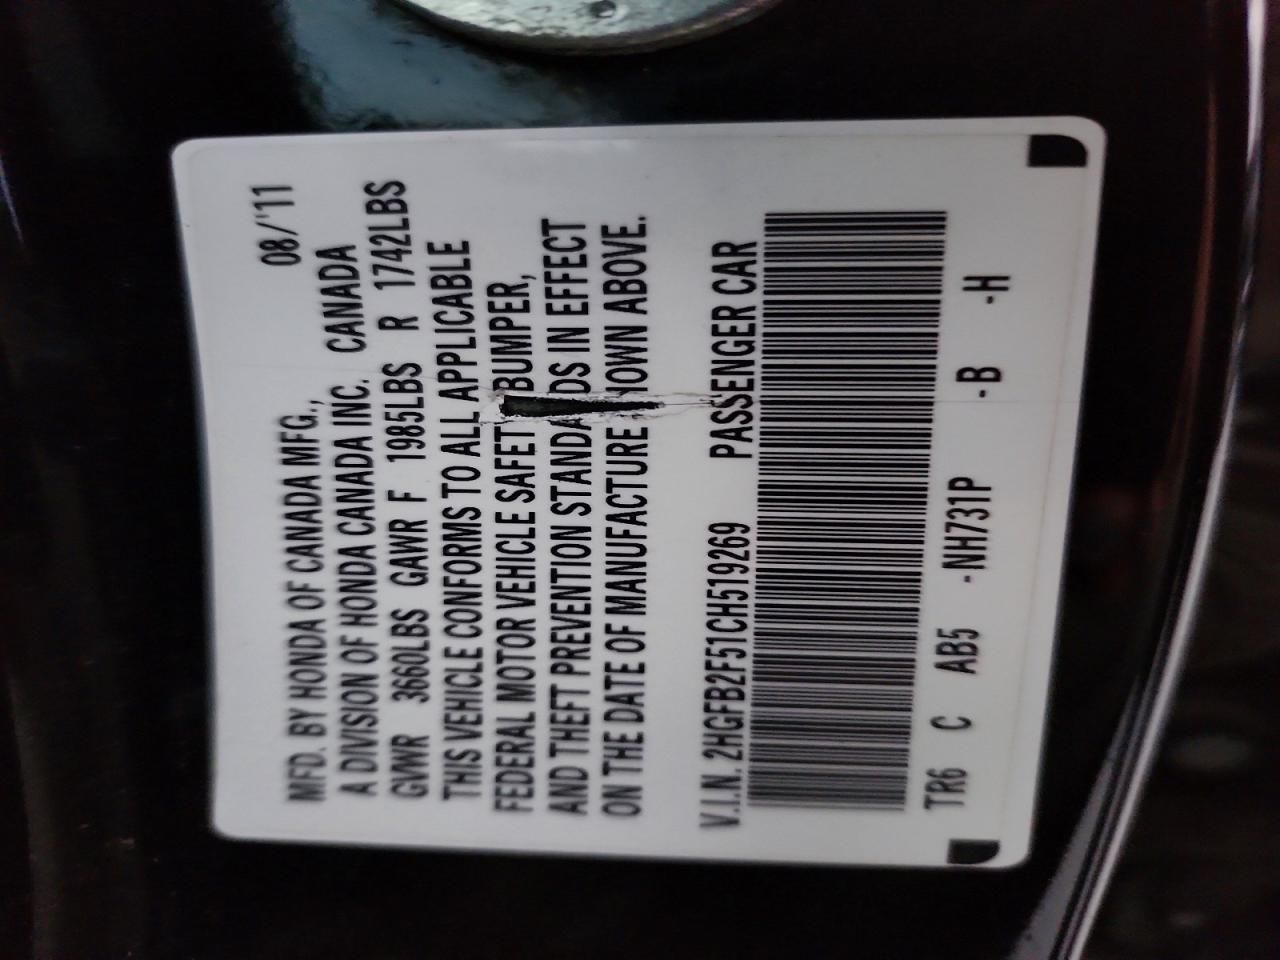 MFD. BY HONDA OF CANADA MFG., 08/'11
A DIVISION OF HONDA CANADA INC. CANADA
GVWR 3660LBS GAWR F 1985LBS R 1742LBS
THIS VEHICLE CONFORMS TO ALL APPLICABLE
FEDERAL MOTOR VEHICLE SAFET BUMPER,
AND THEFT PREVENTION STANDA DS IN EFFECT
ON THE DATE OF MANUFACTURE HOWN ABOVE.
V.I.N. 2HGFB2F51CH519269 PASSENGER CAR
TR6 C AB5 -NH731P -B -H